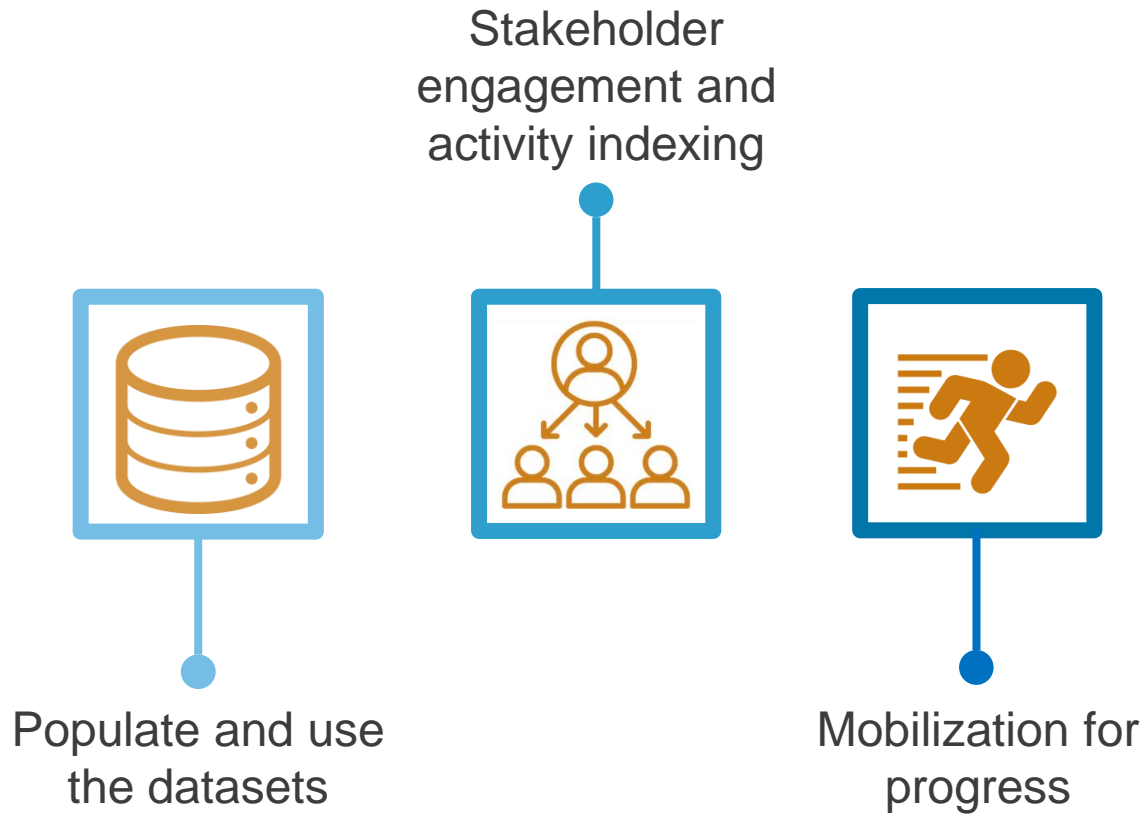 Stakeholder
engagement and
activity indexing
Populate and use
the datasets
Mobilization for
progress